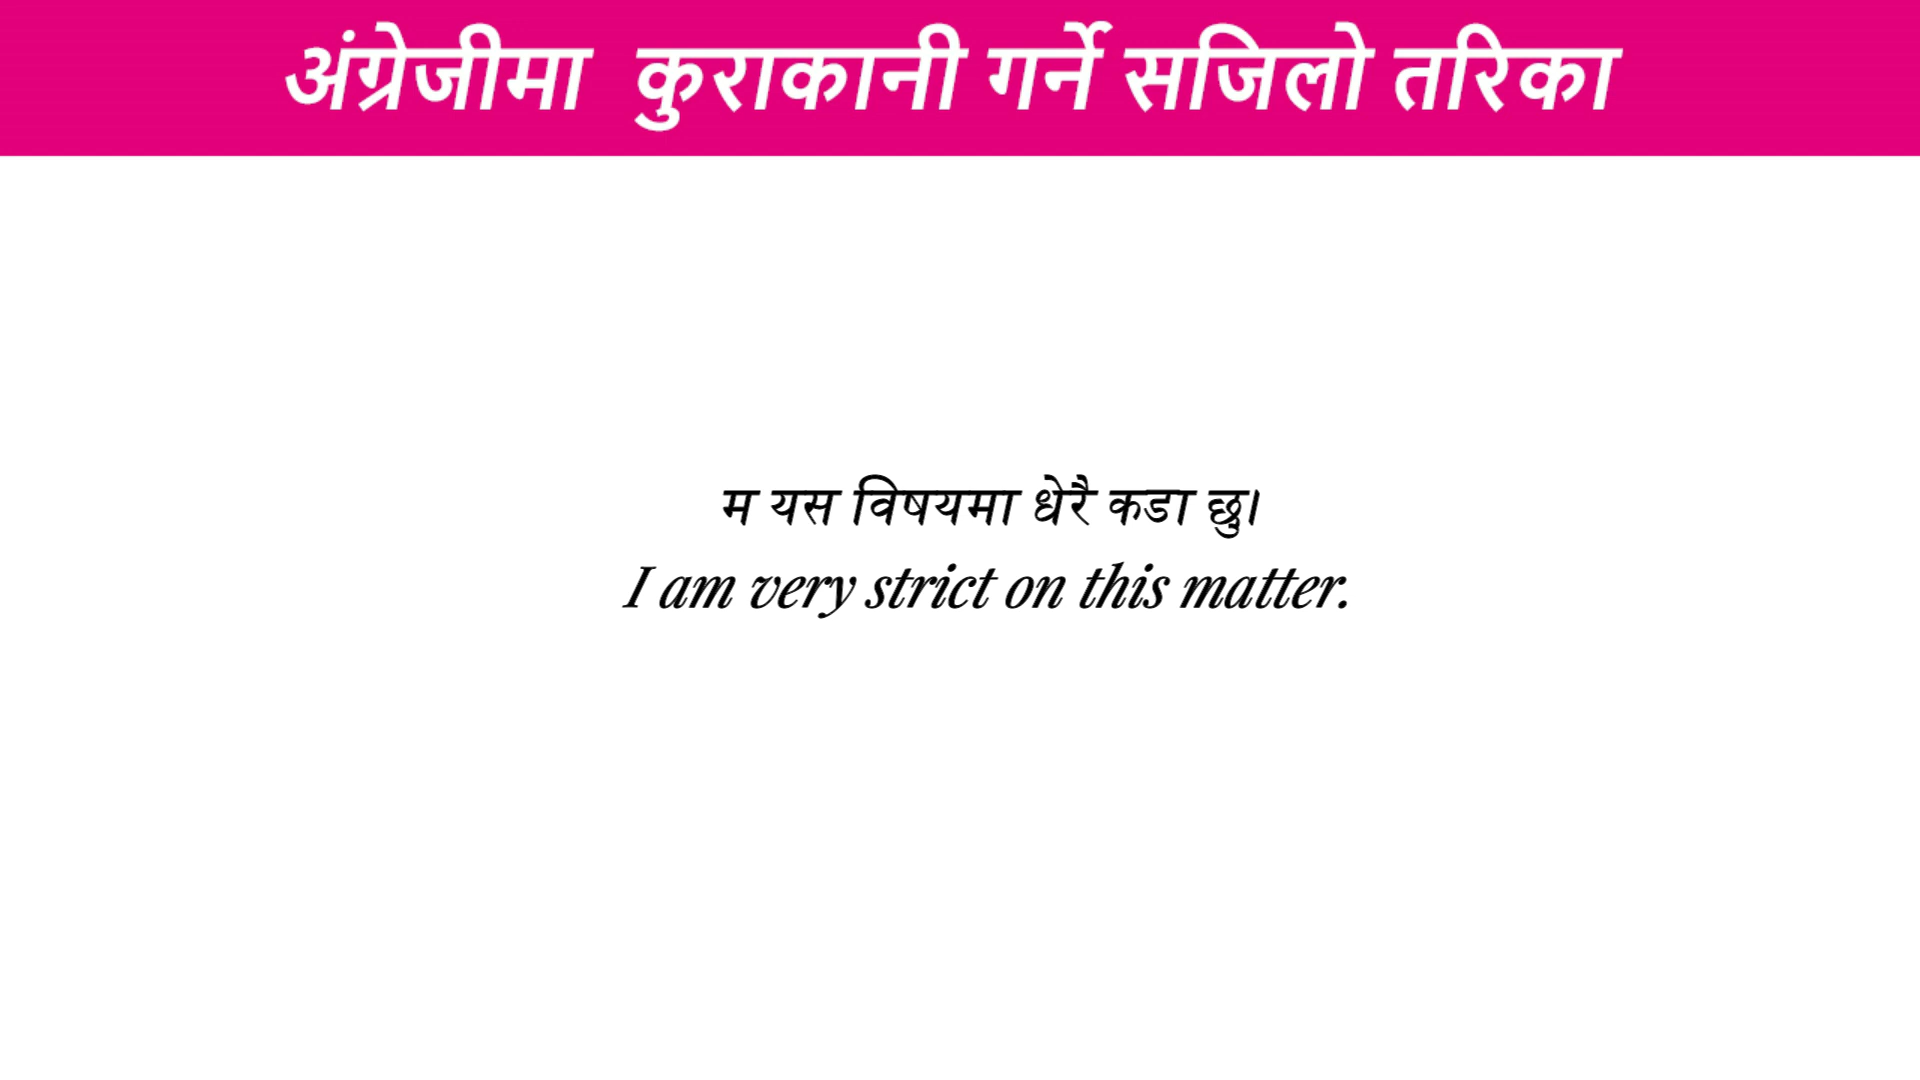 अंग्रेजीमा कुराकानी गर्ने सजिलो तरिका
म यस विषयमा धेरै कडा छु।
I am very strict on this matter.